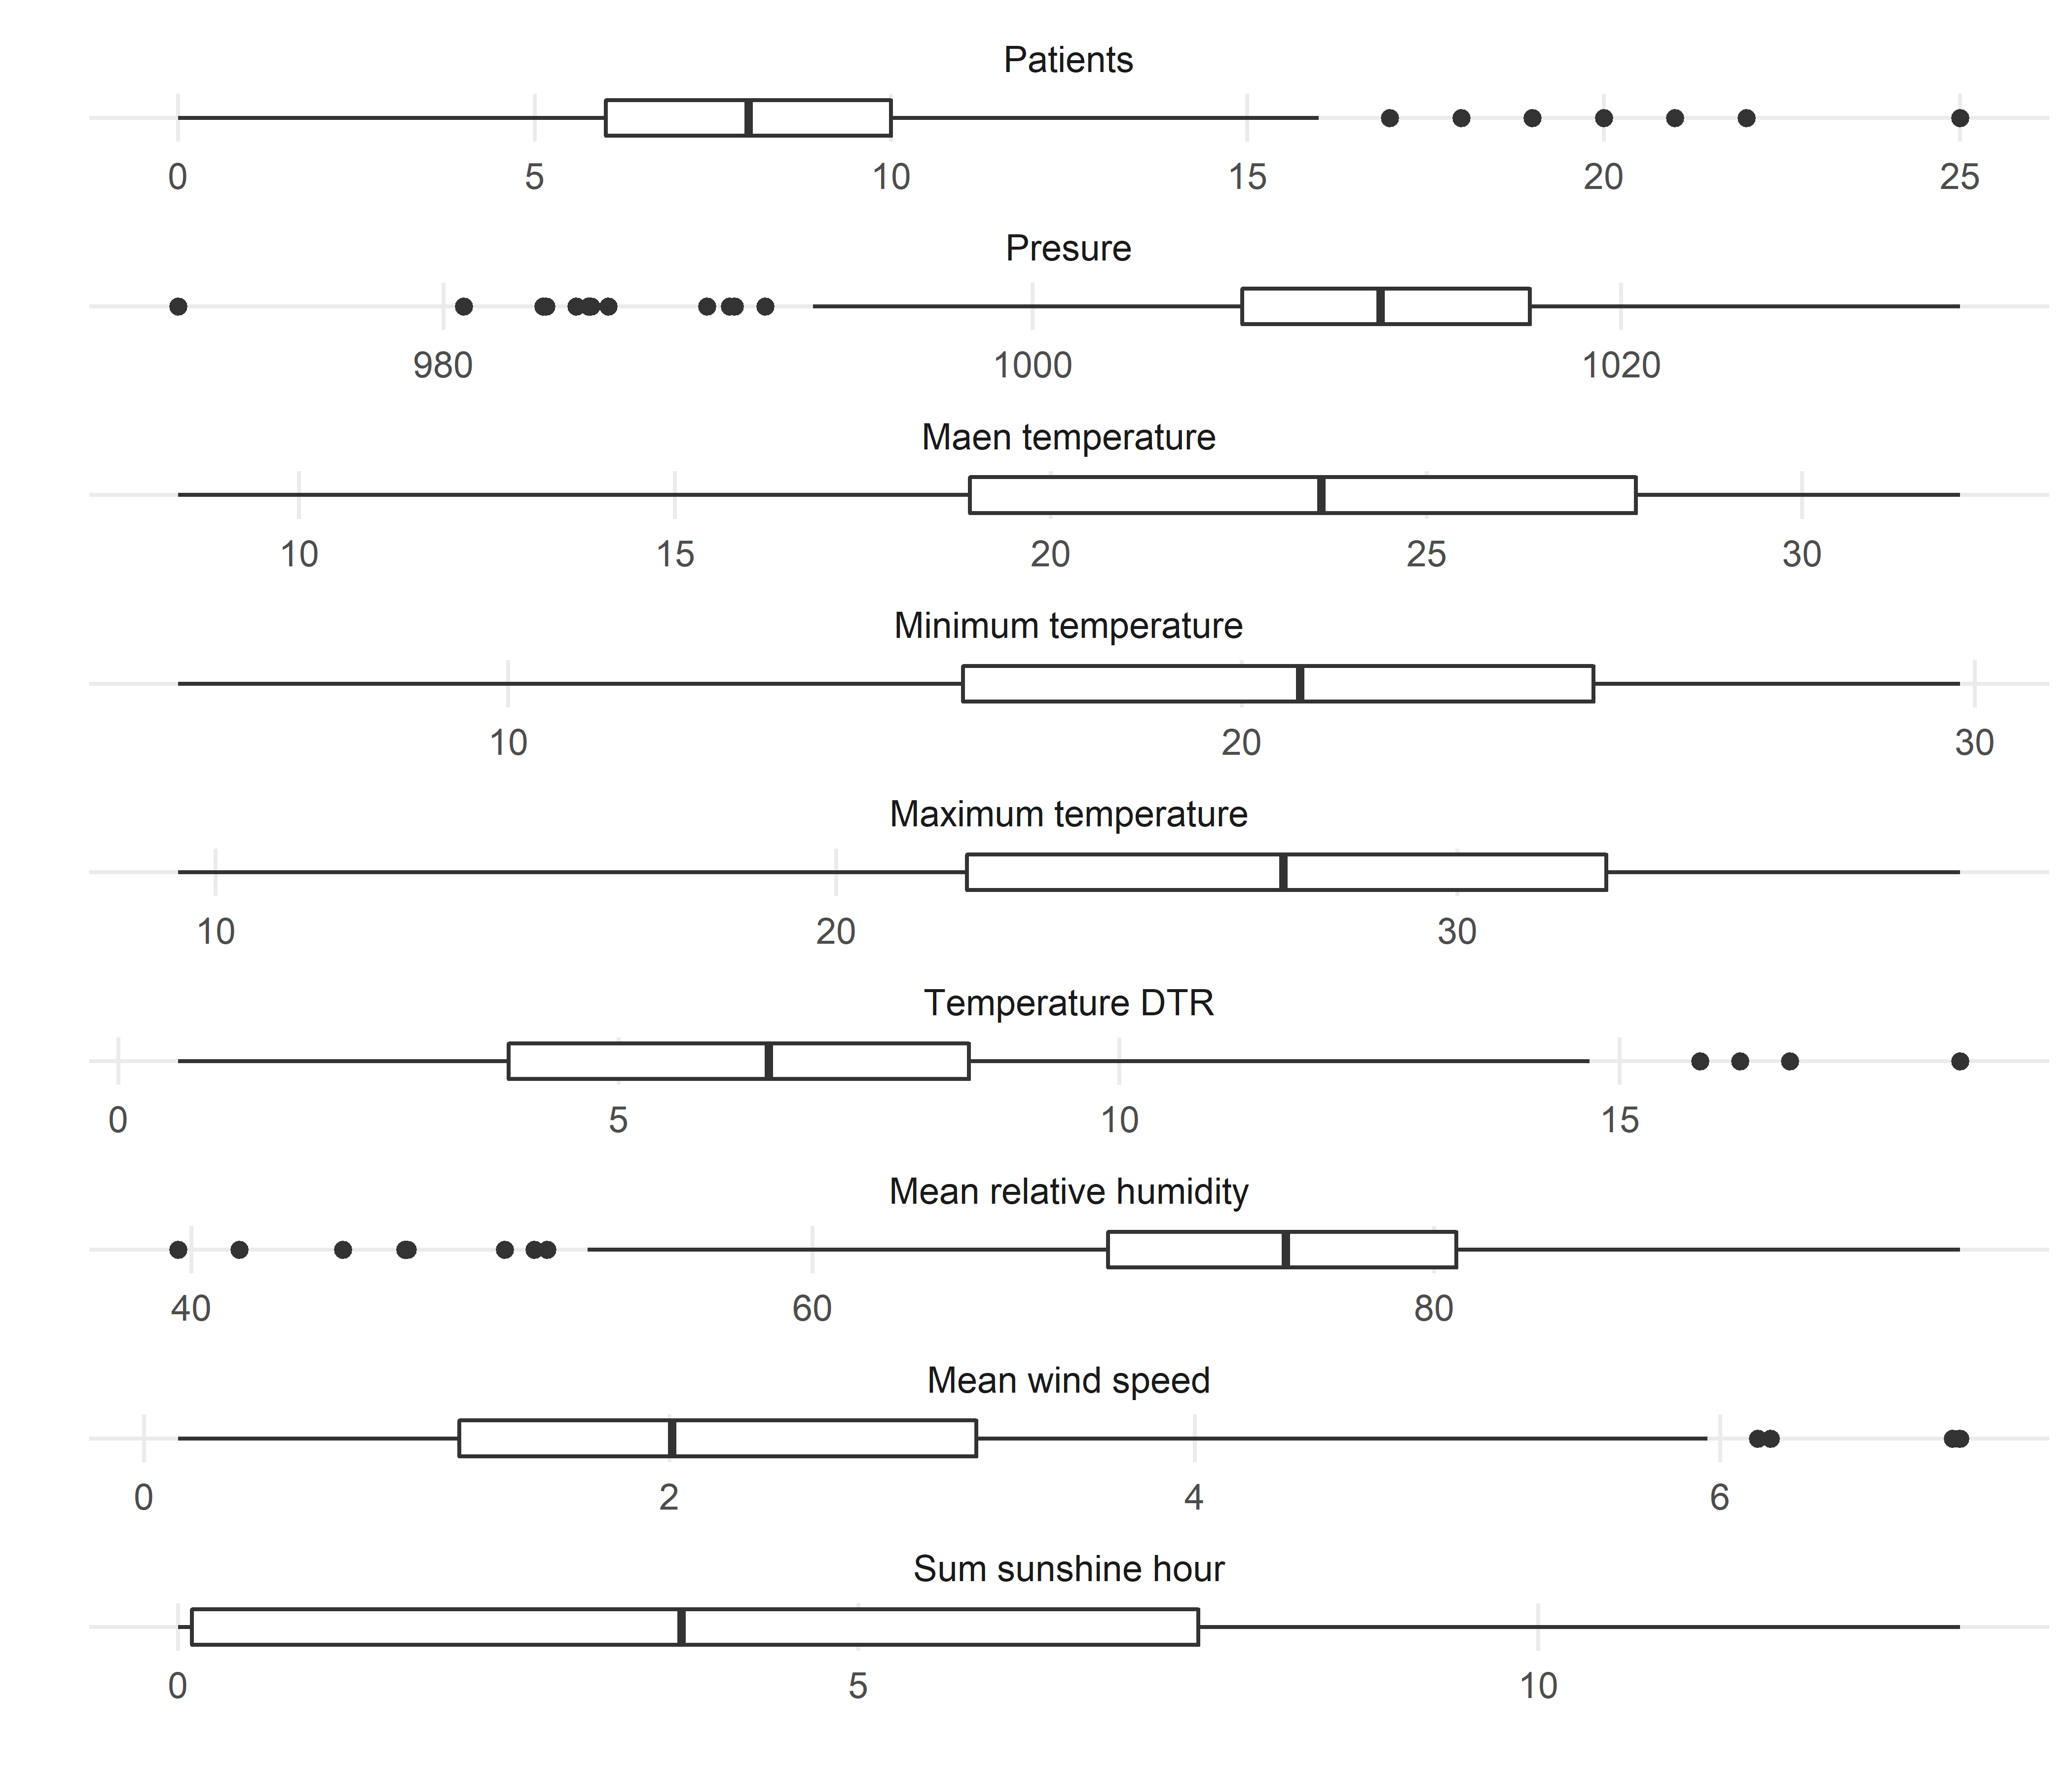 Patients
0 5 10 15 20 25
Presure
980 1000 1020
Maen temperature
10 15 20 25 30
Minimum temperature
10 20 30
Maximum temperature
10 20 30
Temperature DTR
0 5 10 15
Mean relative humidity
40 60 80
Mean wind speed
0 2 4 6
Sum sunshine hour
0 5 10